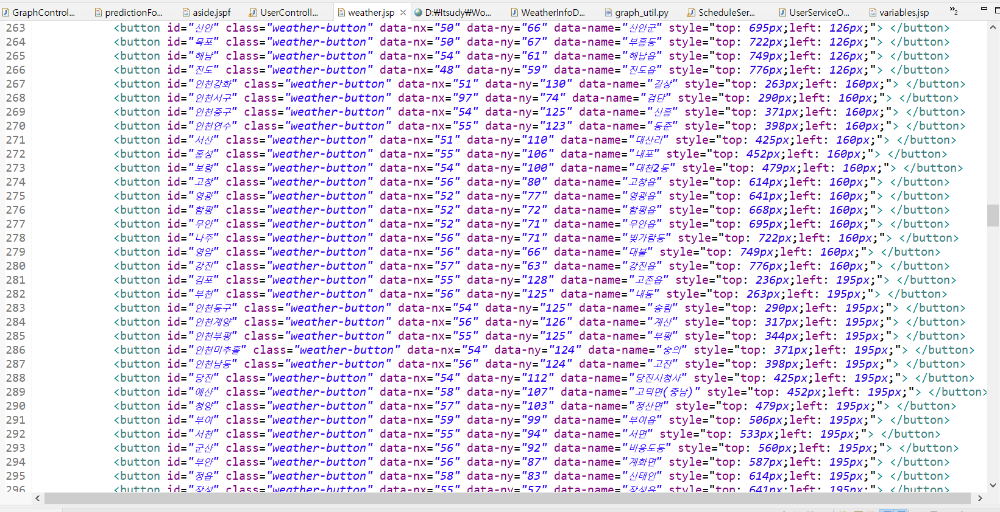 GraphControl... predictionFo... aside.jspf UserControll... weather.jsp D:₩Itsudy₩Wo... WeatherInfoD... graph_util.py ScheduleSer... UserServiceO... variables.jsp »2
263 <button id="신안" class="weather-button" data-nx="50" data-ny="66" data-name="신안군" style="top: 695px;left: 126px;"> </button>
264 <button id="목포" class="weather-button" data-nx="50" data-ny="67" data-name="부흥동" style="top: 722px;left: 126px;"> </button>
265 <button id="해남" class="weather-button" data-nx="54" data-ny="61" data-name="해남읍" style="top: 749px;left: 126px;"> </button>
266 <button id="진도" class="weather-button" data-nx="48" data-ny="59" data-name="진도읍" style="top: 776px;left: 126px;"> </button>
267 <button id="인천강화" class="weather-button" data-nx="51" data-ny="130" data-name="길상" style="top: 263px;left: 160px;"> </button>
268 <button id="인천서구" class="weather-button" data-nx="97" data-ny="74" data-name="검단" style="top: 290px;left: 160px;"> </button>
269 <button id="인천중구" class="weather-button" data-nx="54" data-ny="125" data-name="신흥" style="top: 371px;left: 160px;"> </button>
270 <button id="인천연수" class="weather-button" data-nx="55" data-ny="123" data-name="동춘" style="top: 398px;left: 160px;"> </button>
271 <button id="서산" class="weather-button" data-nx="51" data-ny="110" data-name="대산리" style="top: 425px;left: 160px;"> </button>
272 <button id="홍성" class="weather-button" data-nx="55" data-ny="106" data-name="내포" style="top: 452px;left: 160px;"> </button>
273 <button id="보령" class="weather-button" data-nx="54" data-ny="100" data-name="대천2동" style="top: 479px;left: 160px;"> </button>
274 <button id="고창" class="weather-button" data-nx="56" data-ny="80" data-name="고창읍" style="top: 614px;left: 160px;"> </button>
275 <button id="영광" class="weather-button" data-nx="52" data-ny="77" data-name="영광읍" style="top: 641px;left: 160px;"> </button>
276 <button id="함평" class="weather-button" data-nx="52" data-ny="72" data-name="함평읍" style="top: 668px;left: 160px;"> </button>
277 <button id="무안" class="weather-button" data-nx="52" data-ny="71" data-name="무안읍" style="top: 695px;left: 160px;"> </button>
278 <button id="나주" class="weather-button" data-nx="56" data-ny="71" data-name="빛가람동" style="top: 722px;left: 160px;"> </button>
279 <button id="영암" class="weather-button" data-nx="56" data-ny="66" data-name="대불" style="top: 749px;left: 160px;"> </button>
280 <button id="강진" class="weather-button" data-nx="57" data-ny="63" data-name="강진읍" style="top: 776px;left: 160px;"> </button>
281 <button id="김포" class="weather-button" data-nx="55" data-ny="128" data-name="고촌읍" style="top: 236px;left: 195px;"> </button>
282 <button id="부천" class="weather-button" data-nx="56" data-ny="125" data-name="내동" style="top: 263px;left: 195px;"> </button>
283 <button id="인천동구" class="weather-button" data-nx="54" data-ny="125" data-name="송림" style="top: 290px;left: 195px;"> </button>
284 <button id="인천계양" class="weather-button" data-nx="56" data-ny="126" data-name="계산" style="top: 317px;left: 195px;"> </button>
285 <button id="인천부평" class="weather-button" data-nx="55" data-ny="125" data-name="부평" style="top: 344px;left: 195px;"> </button>
286 <button id="인천미추홀" class="weather-button" data-nx="54" data-ny="124" data-name="숭의" style="top: 371px;left: 195px;"> </button>
287 <button id="인천남동" class="weather-button" data-nx="56" data-ny="124" data-name="고잔" style="top: 398px;left: 195px;"> </button>
288 <button id="당진" class="weather-button" data-nx="54" data-ny="112" data-name="당진시청사" style="top: 425px;left: 195px;"> </button>
289 <button id="예산" class="weather-button" data-nx="58" data-ny="107" data-name="고덕면(충남)" style="top: 452px;left: 195px;"> </button>
290 <button id="청양" class="weather-button" data-nx="57" data-ny="103" data-name="정산면" style="top: 479px;left: 195px;"> </button>
291 <button id="부여" class="weather-button" data-nx="59" data-ny="99" data-name="부여읍" style="top: 506px;left: 195px;"> </button>
292 <button id="서천" class="weather-button" data-nx="55" data-ny="94" data-name="서면" style="top: 533px;left: 195px;"> </button>
293 <button id="군산" class="weather-button" data-nx="56" data-ny="92" data-name="비응도동" style="top: 560px;left: 195px;"> </button>
294 <button id="부안" class="weather-button" data-nx="56" data-ny="87" data-name="계화면" style="top: 587px;left: 195px;"> </button>
295 <button id="정읍" class="weather-button" data-nx="58" data-ny="83" data-name="신태인" style="top: 614px;left: 195px;"> </button>
296 <button id="장성" class="weather-button" data-nx="55" data-ny="57" data-name="장성읍" style="top: 641px;left: 195px;"> </button>